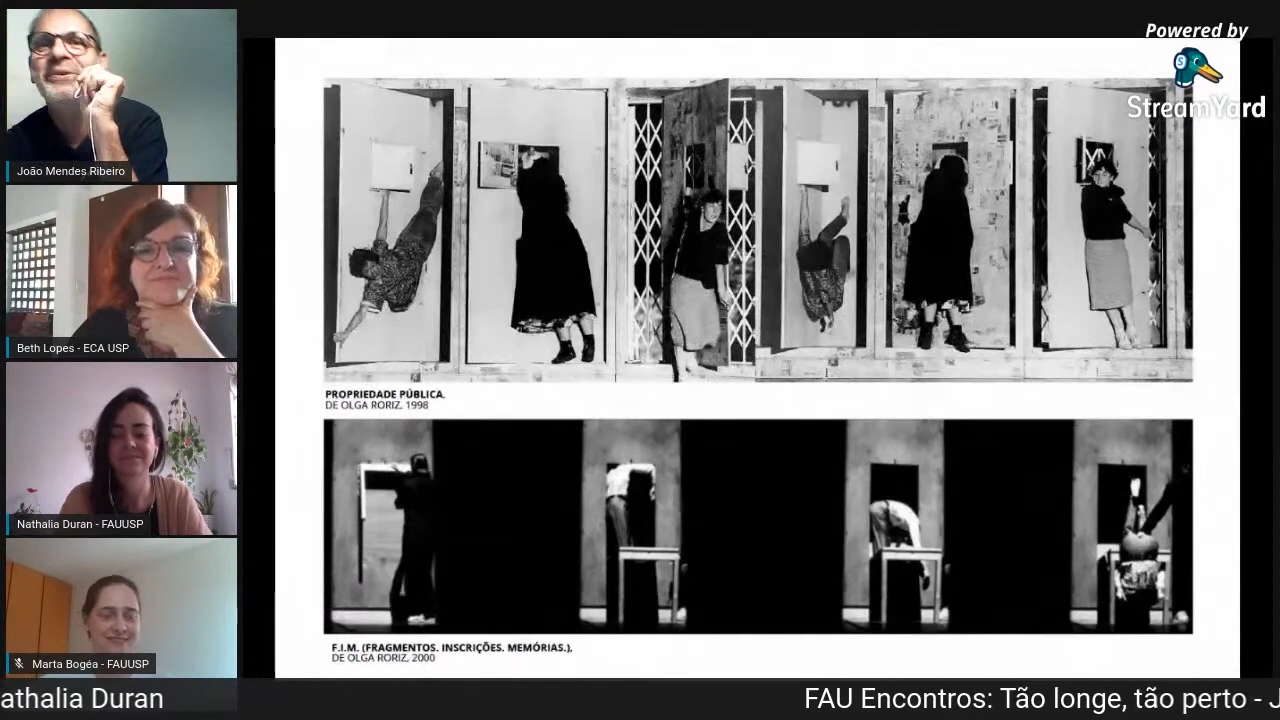 Powered by
StreamYard
João Mendes Ribeiro
Beth Lopes - ECA USP
Nathalia Duran - FAUUSP
Marta Bogéa - FAUUSP
PROPRIEDADE PÚBLICA,
DE OLGA RORIZ, 1998
F.I.M. (FRAGMENTOS. INSCRIÇÕES. MEMÓRIAS.),
DE OLGA RORIZ, 2000
athalia Duran
FAU Encontros: Tão longe, tão perto - J